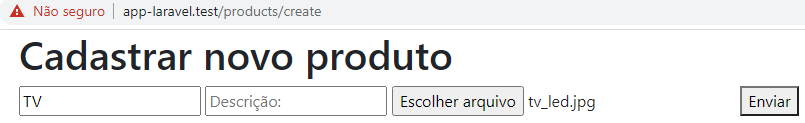 Não seguro | app-laravel.test/products/create
Cadastrar novo produto
TV Descrição: Escolher arquivo tv_led.jpg Enviar